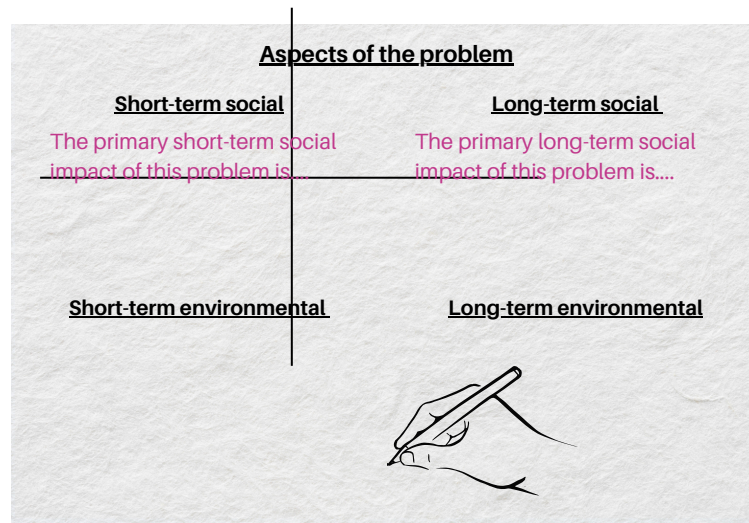 Aspects of the problem
Short-term social
The primary short-term social
impact of this problem is....
Long-term social
The primary long-term social
impact of this problem is....
Short-term environmental
Long-term environmental